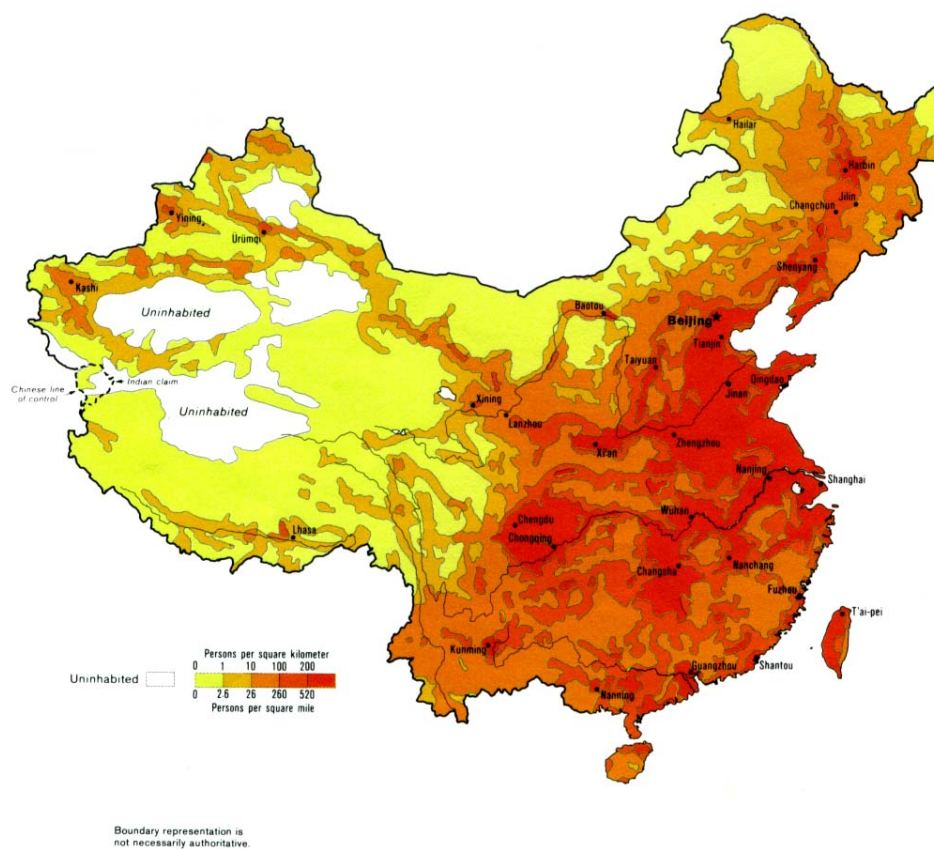 Hailar
Harbin
Jilin
Changchun
Yining
Ürümqi
Shenyang
Kashi
Baotou
Uninhabited
Beijing
Tianjin
Taiyuan
Indian claim
Qingdao
Chinese line
of control
Jinan
Uninhabited
Xining
Lanzhou
Zhengzhou
Xi'an
Nanjing
Shanghai
Wuhan
Chengdu
Lhasa
Chongqing
Nanchang
Changsha
Fuzhou
T'ai-pei
Kunming
Guangzhou
Shantou
Nanning
Persons per square kilometer
0 1 10 100 200
Uninhabited
0 2.6 26 260 520
Persons per square mile
Boundary representation is
not necessarily authoritative.